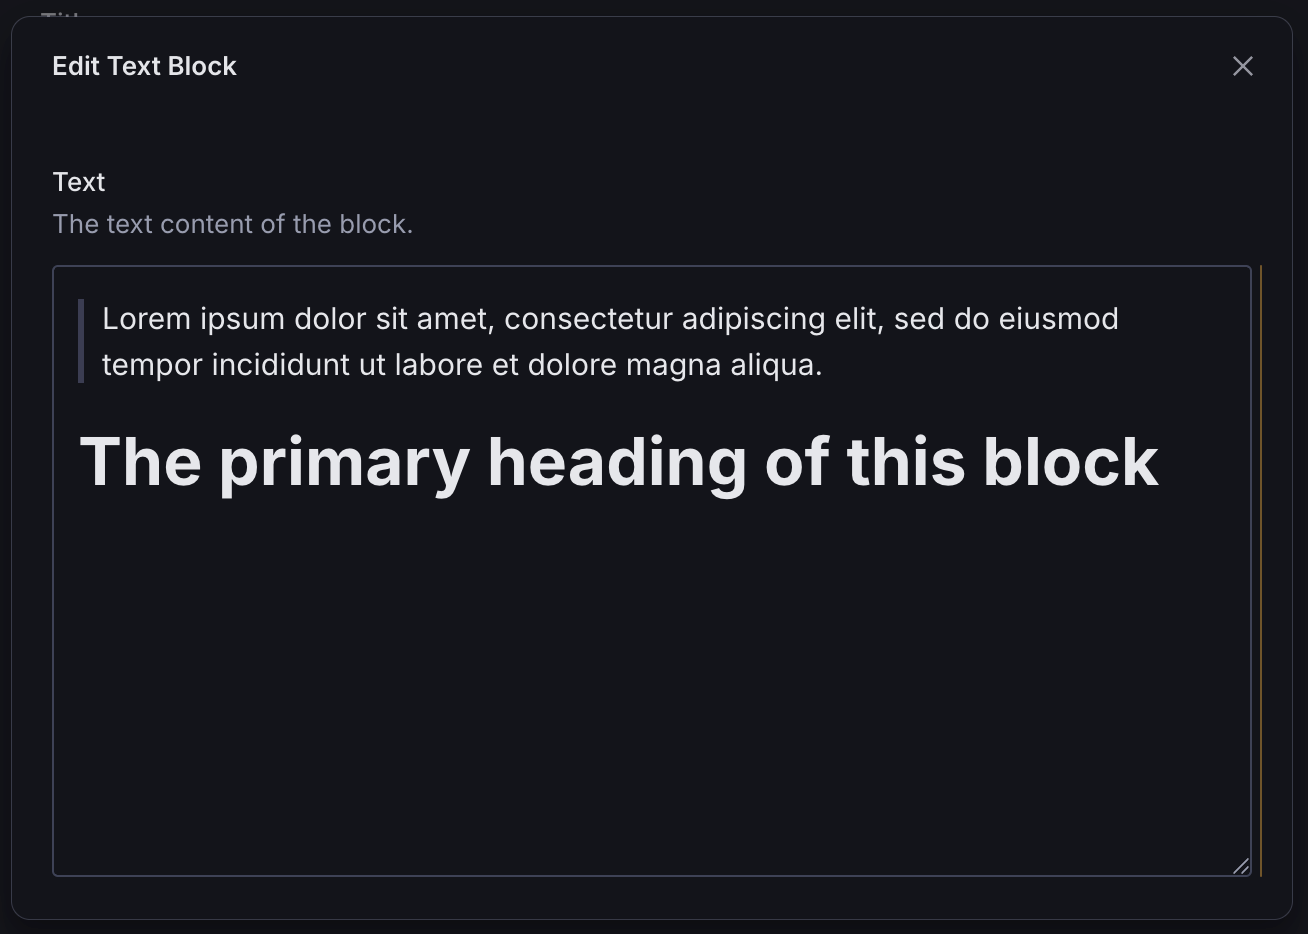 Edit Text Block
Text
The text content of the block.
Lorem ipsum dolor sit amet, consectetur adipiscing elit, sed do eiusmod
tempor incididunt ut labore et dolore magna aliqua.
The primary heading of this block